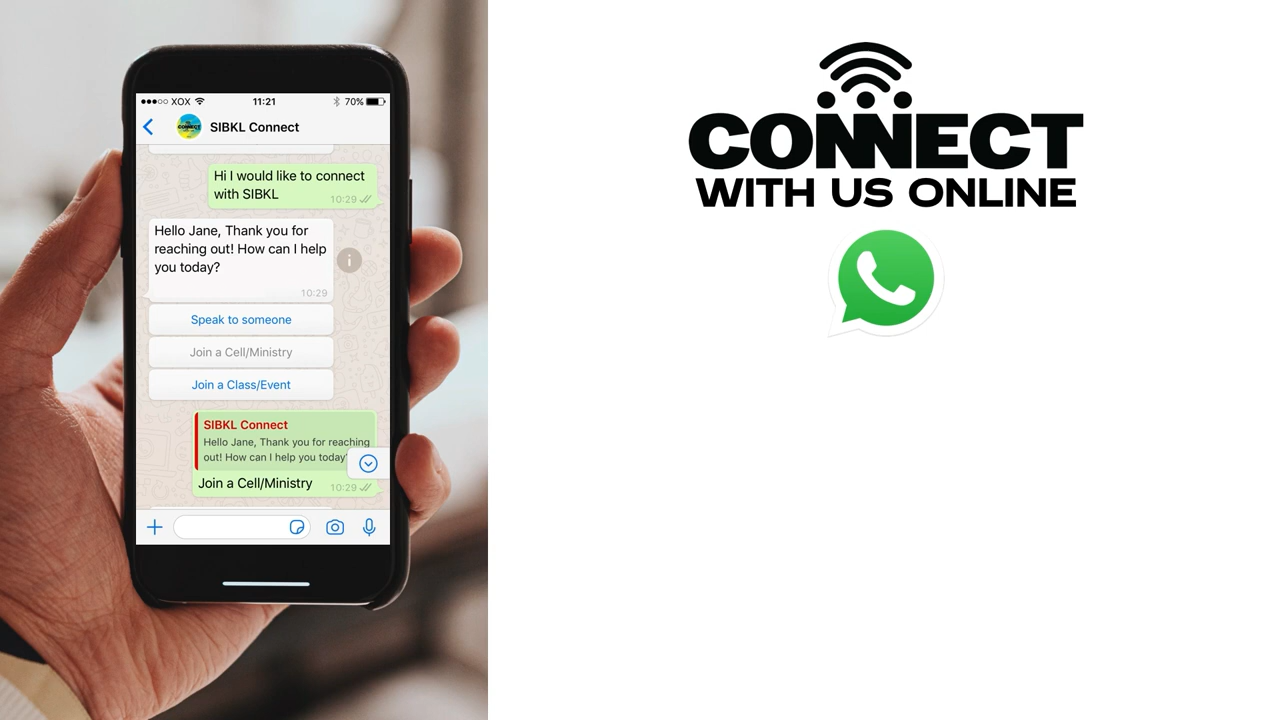 XOX
11:21
70%
SIBKL Connect
Hi I would like to connect
with SIBKL
10:29
Hello Jane, Thank you for
reaching out! How can I help
you today?
10:29
Speak to someone
Join a Cell/Ministry
Join a Class/Event
SIBKL Connect
Hello Jane, Thank you for reaching
out! How can I help you today
Join a Cell/Ministry
10:29
CONNECT
WITH US ONLINE